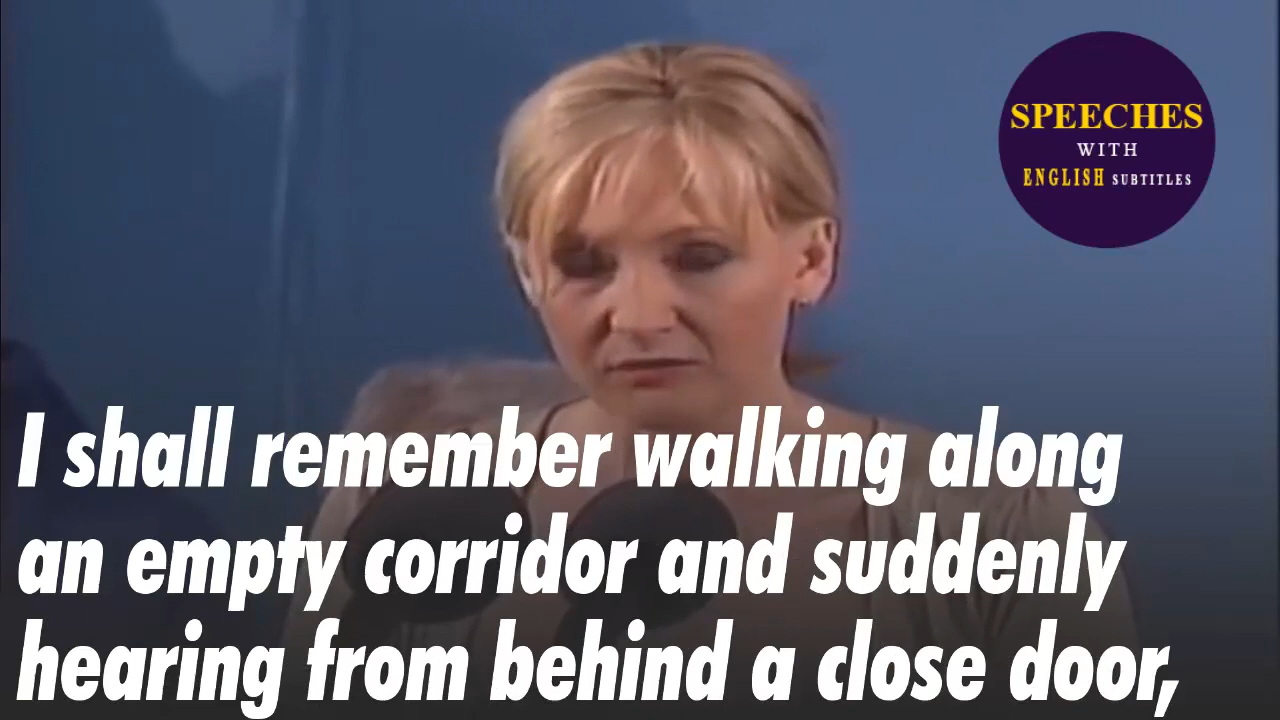 SPEECHES
WITH
ENGLISH SUBTITLES
I shall remember walking along
an empty corridor and suddenly
hearing from behind a close door,